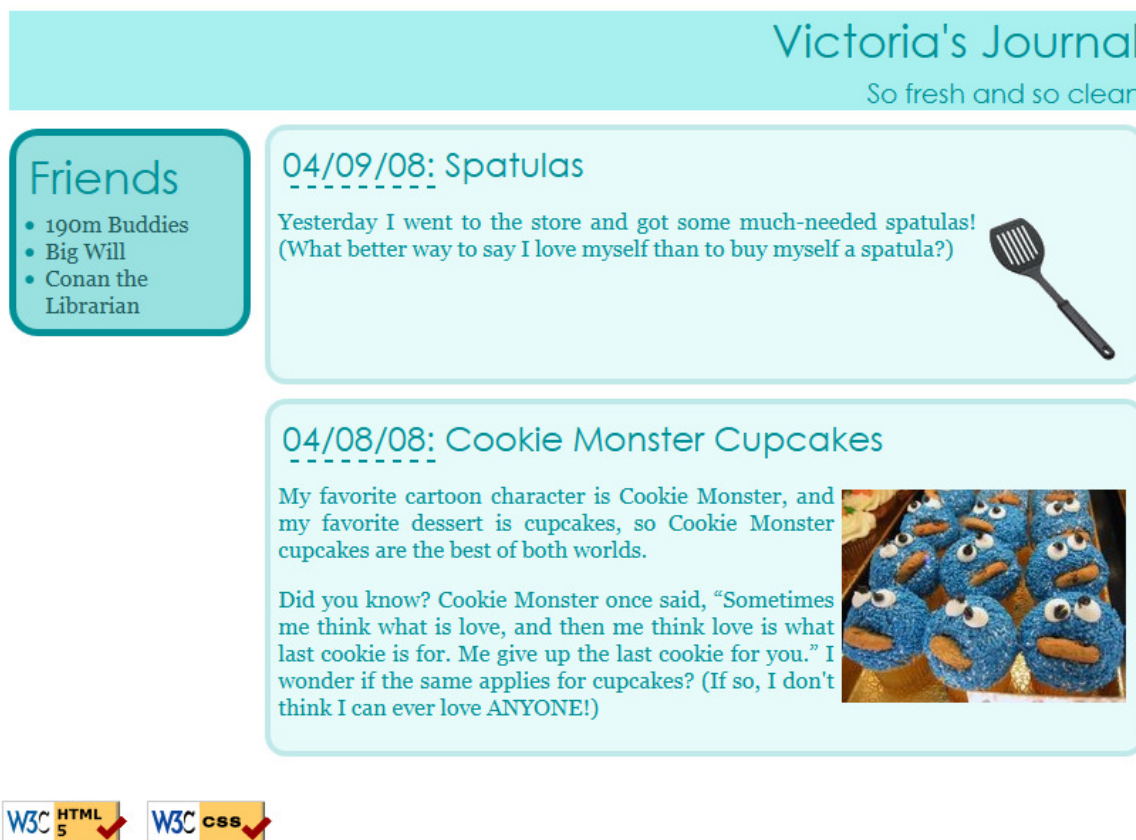 Victoria's Journal
So fresh and so clean
Friends
190m Buddies
Big Will
Conan the
Librarian
04/09/08: Spatulas
Yesterday I went to the store and got some much-needed spatulas!
(What better way to say I love myself than to buy myself a spatula?)
04/08/08: Cookie Monster Cupcakes
My favorite cartoon character is Cookie Monster, and
my favorite dessert is cupcakes, so Cookie Monster
cupcakes are the best of both worlds.
Did you know? Cookie Monster once said, “Sometimes
me think what is love, and then me think love is what
last cookie is for. Me give up the last cookie for you.” I
wonder if the same applies for cupcakes? (If so, I don't
think I can ever love ANYONE!)
W3C HTML
5
W3C css